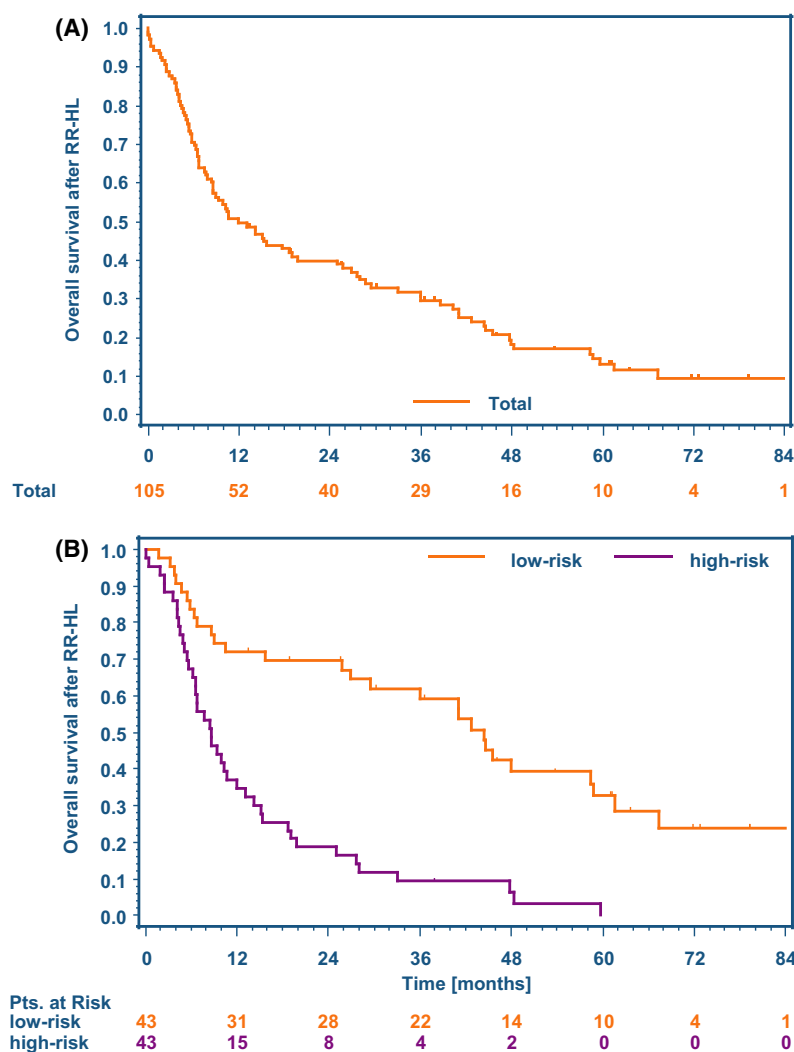 (A)
Overall survival after RR-HL
1.0
0.9
0.8
0.7
0.6
0.5
0.4
0.3
0.2
0.1
0.0
Total
0 12 24 36 48 60 72 84
Total 105 52 40 29 16 10 4 1
(B)
Overall survival after RR-HL
low-risk high-risk
1.0
0.9
0.8
0.7
0.6
0.5
0.4
0.3
0.2
0.1
0.0
0 12 24 36 48 60 72 84
Time [months]
Pts. at Risk
low-risk 43 31 28 22 14 10 4 1
high-risk 43 15 8 4 2 0 0 0